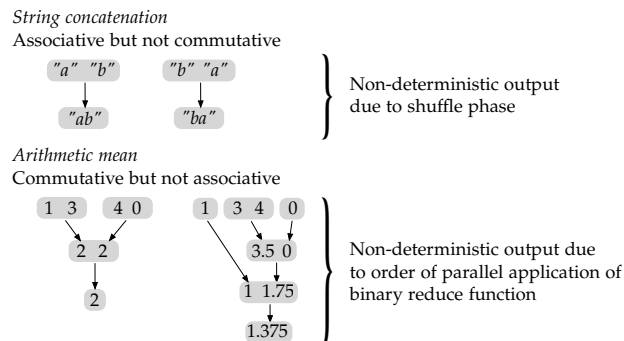 String concatenation
Associative but not commutative
"a" "b"
"b" "a"
"ab"
"ba"
Non-deterministic output
due to shuffle phase
Arithmetic mean
Commutative but not associative
1 3
4 0
1
3 4
0
2 2
3.5 0
2
1 1.75
1.375
Non-deterministic output due
to order of parallel application of
binary reduce function